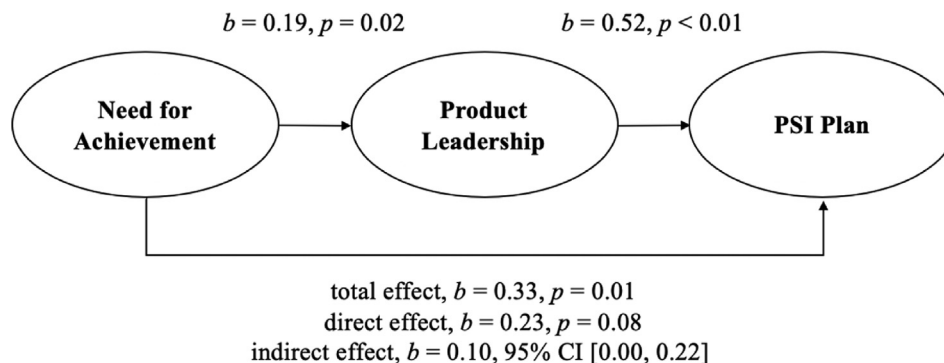 b = 0.19, p = 0.02
b = 0.52, p < 0.01
Need for
Achievement
Product
Leadership
PSI Plan
total effect, b = 0.33, p = 0.01
direct effect, b = 0.23, p = 0.08
indirect effect, b = 0.10, 95% CI [0.00, 0.22]